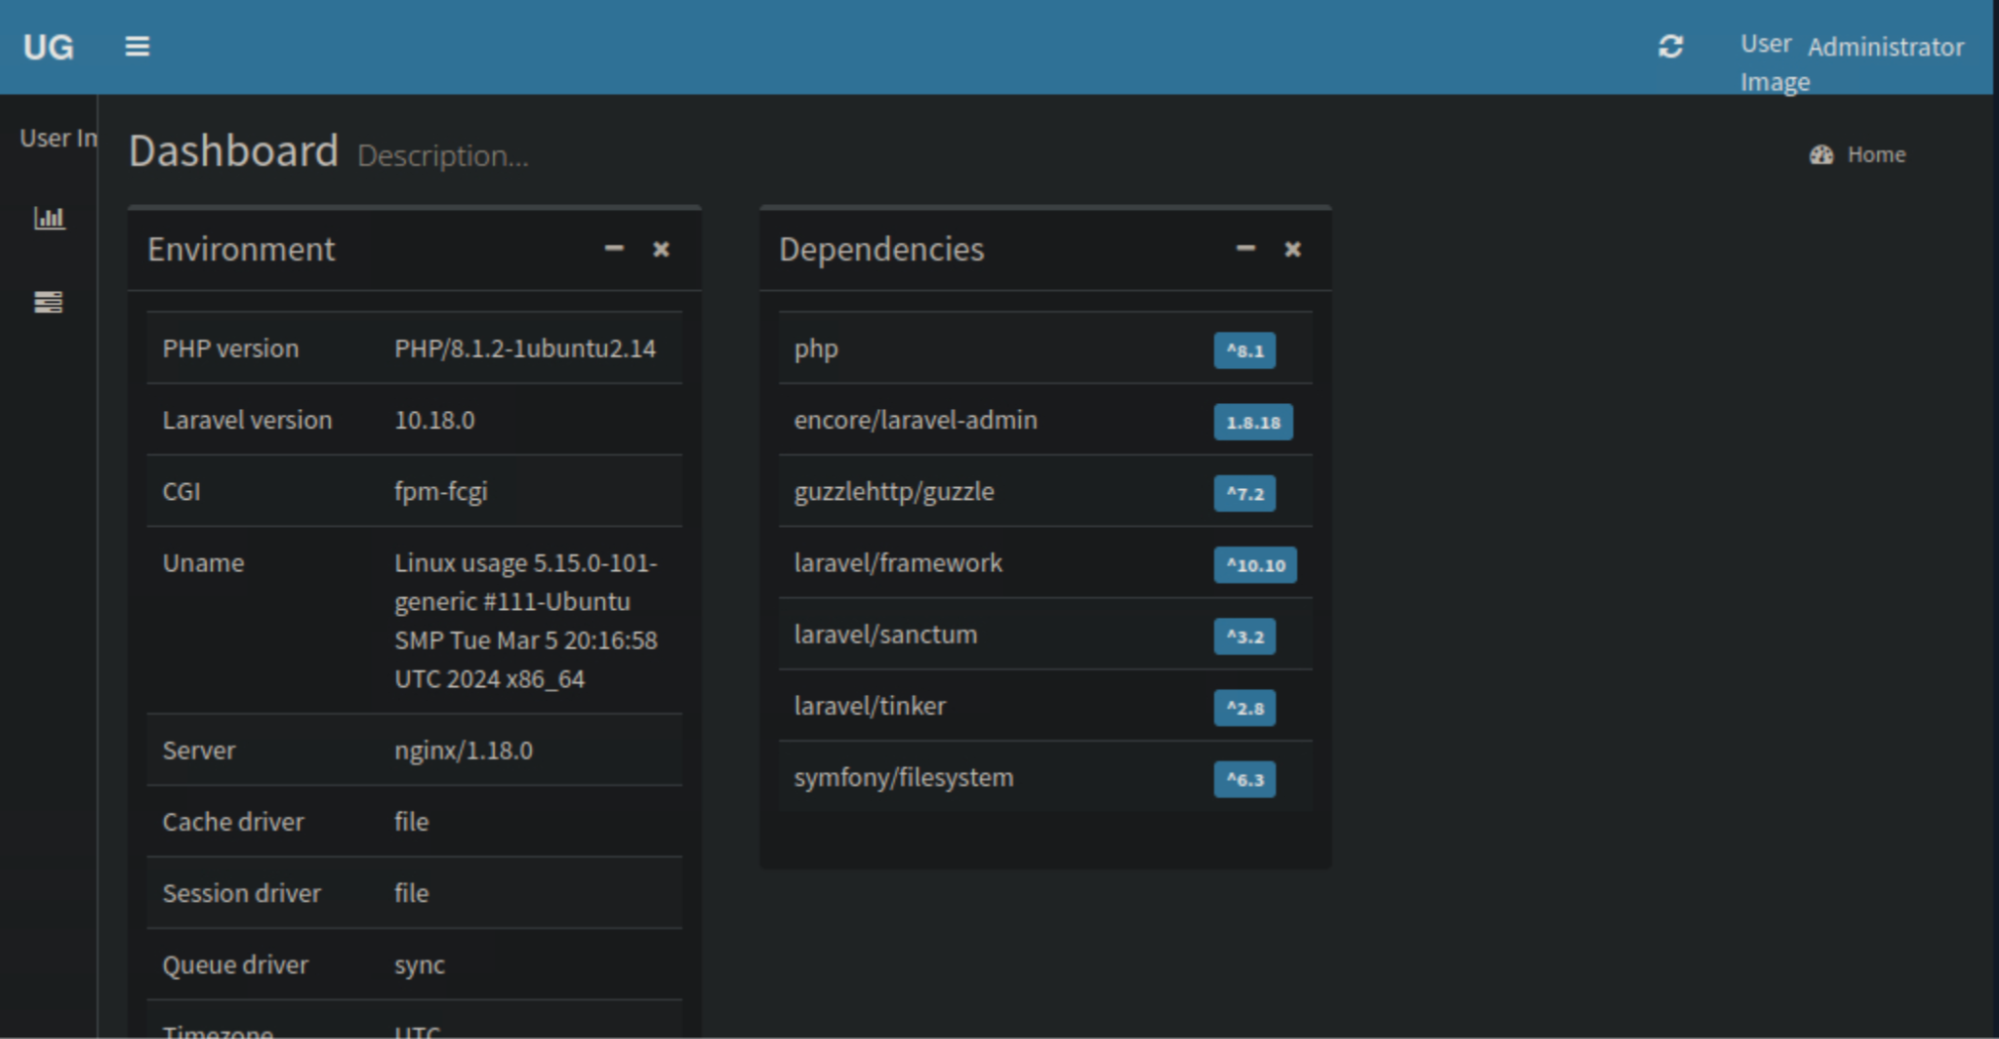 UG
User Image
Administrator
User In
Dashboard Description...
Home
Environment
PHP version PHP/8.1.2-1ubuntu2.14
Laravel version 10.18.0
CGI fpm-fcgi
Uname Linux usage 5.15.0-101-
generic #111-Ubuntu
SMP Tue Mar 5 20:16:58
UTC 2024 x86_64
Server nginx/1.18.0
Cache driver file
Session driver file
Queue driver sync
Timezone UTC
Dependencies
php ^8.1
encore/laravel-admin 1.8.18
guzzlehttp/guzzle ^7.2
laravel/framework ^10.10
laravel/sanctum ^3.2
laravel/tinker ^2.8
symfony/filesystem ^6.3